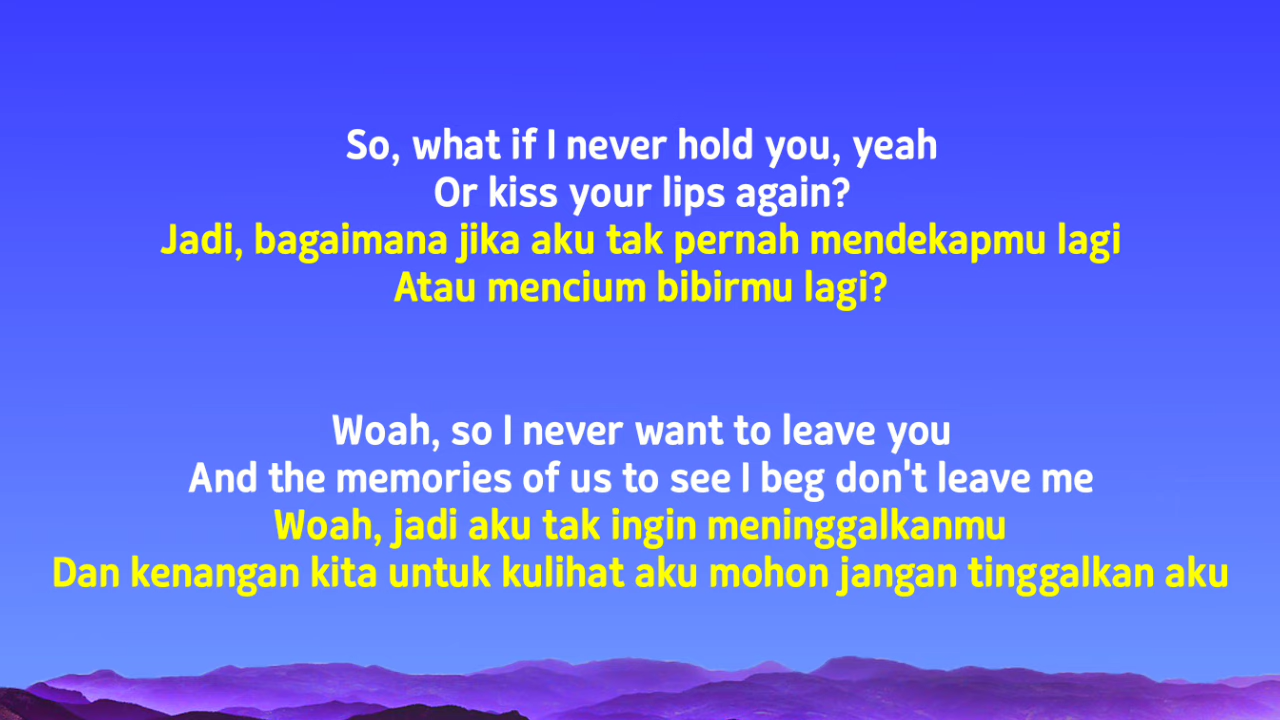 So, what if I never hold you, yeah
Or kiss your lips again?
Jadi, bagaimana jika aku tak pernah mendekapmu lagi
Atau mencium bibirmu lagi?
Woah, so I never want to leave you
And the memories of us to see I beg don't leave me
Woah, jadi aku tak ingin meninggalkanmu
Dan kenangan kita untuk kulihat aku mohon jangan tinggalkan aku